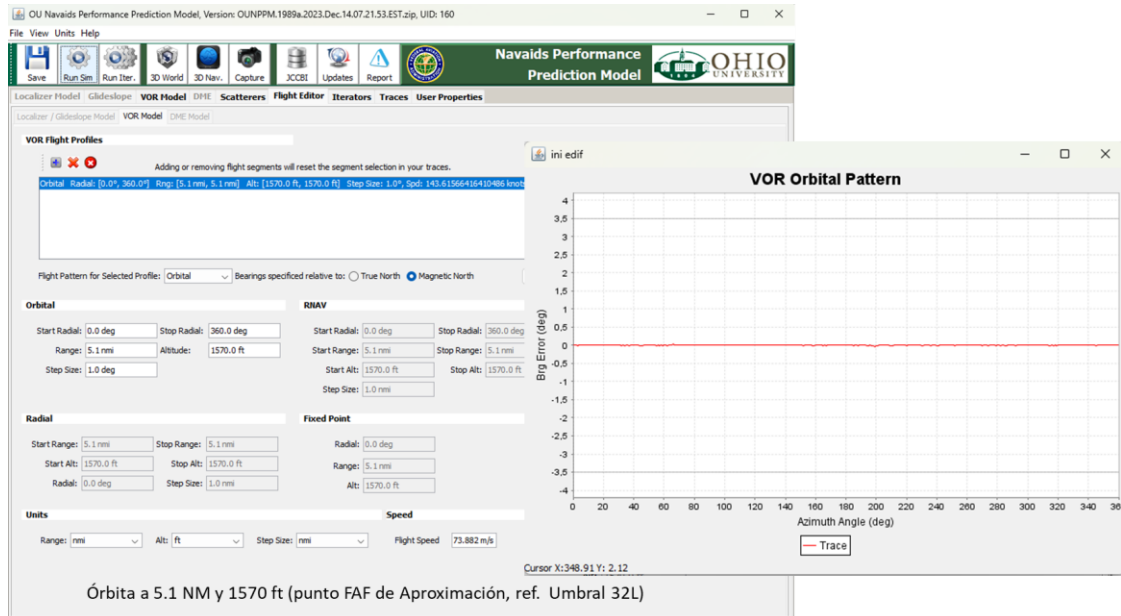 OU Navaids Performance Prediction Model, Version: OUNPPM.1989a.2023.Dec.14.07.21.53.EST.zip, UID: 160
File View Units Help
Save Run Sim Run Iter. 3D World 3D Nav. Capture JCCBI Updates Report
Navaids Performance
Prediction Model
OHIO
UNIVERSITY
Localizer Model Glideslope VOR Model DME Scatterers Flight Editor Iterators Traces User Properties
Localizer / Glideslope Model VOR Model DME Model
VOR Flight Profiles
Adding or removing flight segments will reset the segment selection in your traces.
Orbital Radial: [0.0°, 360.0°] Rng: [5.1 nmi, 5.1 nmi] Alt: [1570.0 ft, 1570.0 ft] Step Size: 1.0°, Spd: 143.61566416410486 knots
Flight Pattern for Selected Profile: Orbital Bearings specificed relative to: True North Magnetic North
Orbital
Start Radial: 0.0 deg Stop Radial: 360.0 deg
Range: 5.1 nmi Altitude: 1570.0 ft
Step Size: 1.0 deg
RNAV
Start Radial: 0.0 deg Stop Radial: 360.0 deg
Start Range: 5.1 nmi Stop Range: 5.1 nmi
Start Alt: 1570.0 ft Stop Alt: 1570.0 ft
Step Size: 1.0 nmi
Radial
Start Range: 5.1 nmi Stop Range: 5.1 nmi
Start Alt: 1570.0 ft Stop Alt: 1570.0 ft
Radial: 0.0 deg Step Size: 1.0 nmi
Fixed Point
Radial: 0.0 deg
Range: 5.1 nmi
Alt: 1570.0 ft
Units
Range: nmi Alt: ft Step Size: nmi
Speed
Flight Speed 73.882 m/s
ini edif
VOR Orbital Pattern
Brg Error (deg)
4
3,5
3
2,5
2
1,5
1
0,5
0
-0,5
-1
-1,5
-2
-2,5
-3
-3,5
-4
0 20 40 60 80 100 120 140 160 180 200 220 240 260 280 300 320 340 36
Azimuth Angle (deg)
Trace
Cursor X:348.91 Y: 2.12
Órbita a 5.1 NM y 1570 ft (punto FAF de Aproximación, ref. Umbral 32L)